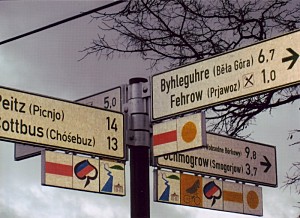 Byhleguhre (Běła Góra) 6,7
Fehrow (Prjawoz) 1,0
5,0
Peitz (Picnjo) 14
Cottbus (Chóśebuz) 13
9,8
Schmogrow (Smogorjow) 3,7